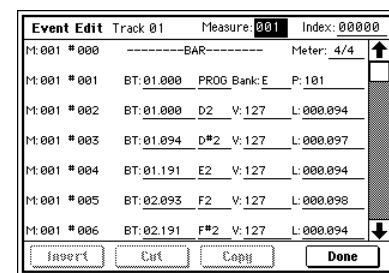 Event Edit Track 01 Measure: 001 Index: 00000
M: 001 # 000 --------BAR-------- Meter: 4/4
M: 001 # 001 BT: 01.000 PROG Bank: E P: 101
M: 001 # 002 BT: 01.000 D2 V: 127 L: 000.094
M: 001 # 003 BT: 01.094 D#2 V: 127 L: 000.097
M: 001 # 004 BT: 01.191 E2 V: 127 L: 000.094
M: 001 # 005 BT: 02.093 F2 V: 127 L: 000.098
M: 001 # 006 BT: 02.191 F#2 V: 127 L: 000.094
Insert Cut Copy Done